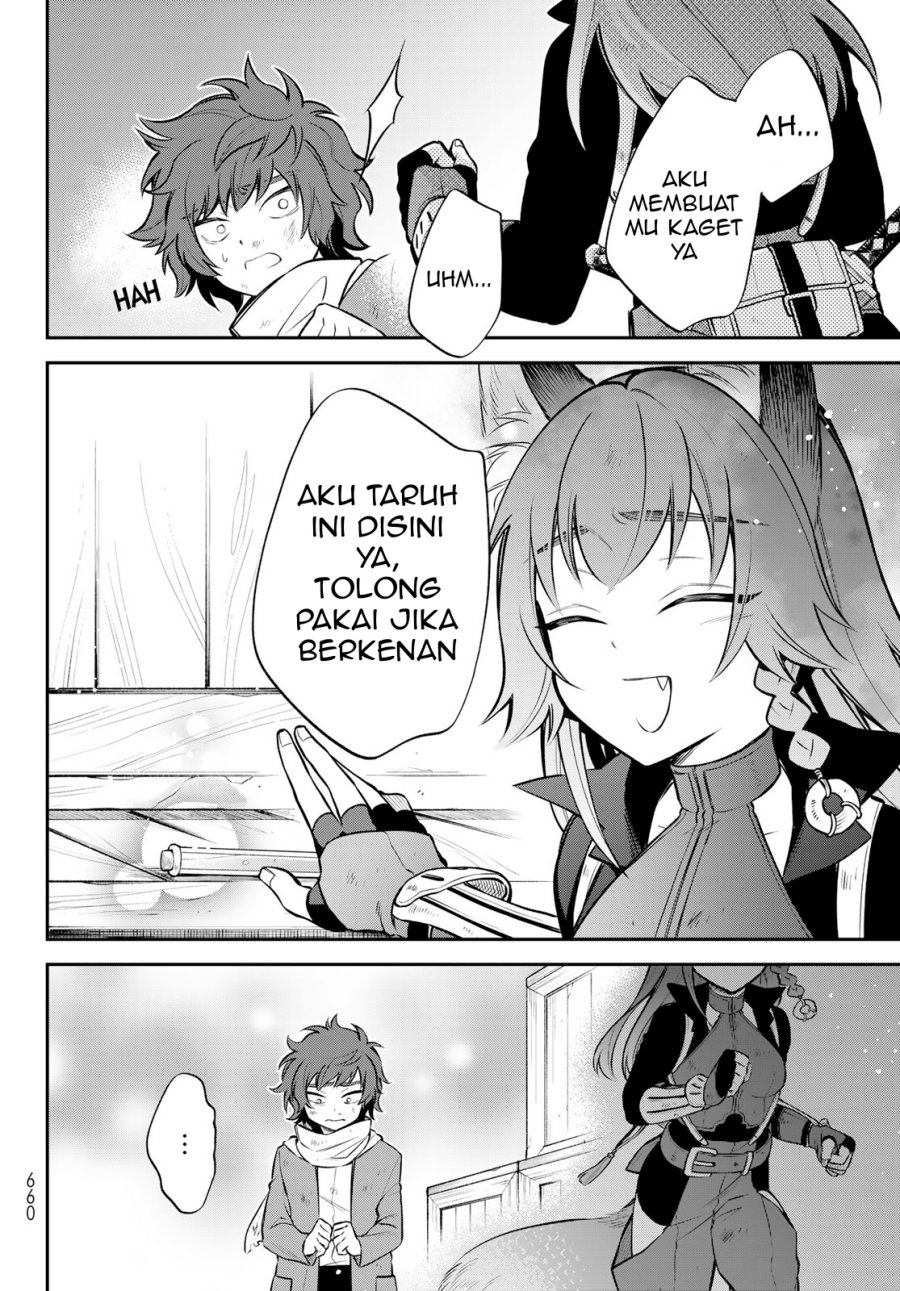 AH...
AKU
MEMBUAT
MU KAGET
YA
UHM...
HAH
AKU TARUH
INI DISINI
YA,
TOLONG
PAKAI JIKA
BERKENAN
...
660